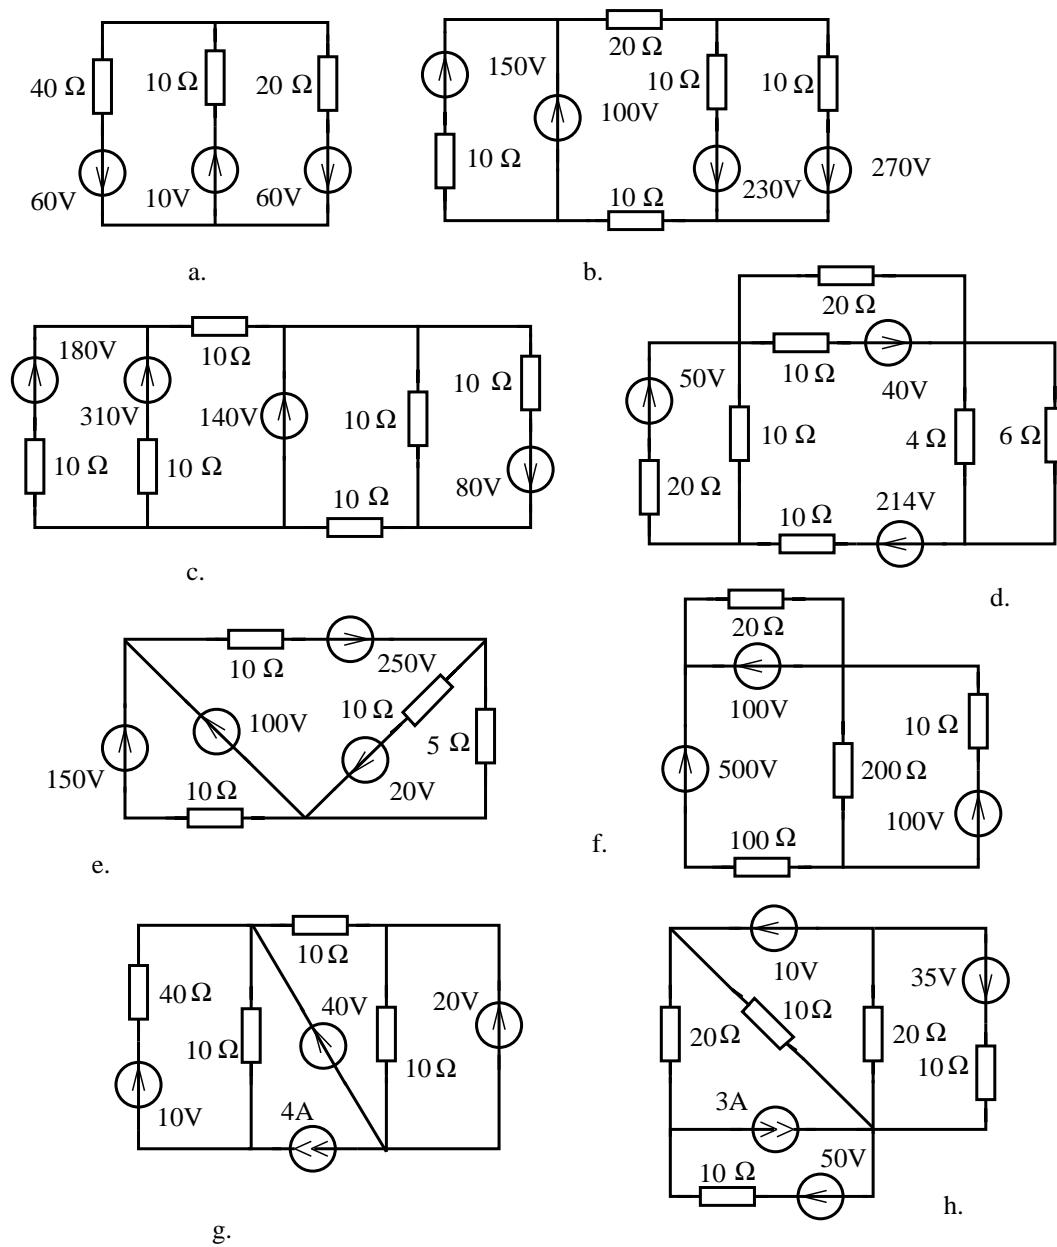 40 Ω 10 Ω 20 Ω
60V 10V 60V
a.
150V 20 Ω 10 Ω 10 Ω
100V
10 Ω 10 Ω 230V 270V
b.
180V 10Ω 10 Ω
310V 140V 10 Ω
10 Ω 10 Ω 10 Ω 80V
c.
20 Ω
50V 10 Ω 40V
10 Ω 4 Ω 6 Ω
20 Ω 10 Ω 214V
d.
10 Ω 250V
100V 10 Ω 5 Ω
150V 10 Ω 20V
e.
20 Ω
100V 10 Ω
500V 200 Ω
100 Ω 100V
f.
10 Ω
40 Ω 40V 20V
10 Ω 10 Ω
10V 4A
g.
10V 35V
20 Ω 10 Ω 20 Ω
10 Ω
3A
10 Ω 50V
h.